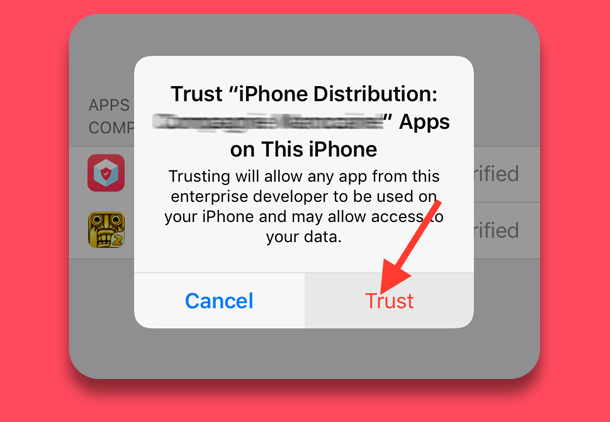 Trust “iPhone Distribution:
” Apps
on This iPhone
Trusting will allow any app from this
enterprise developer to be used on
your iPhone and may allow access to
your data.
Cancel
Trust
APPS
COMP
rified
2
rified